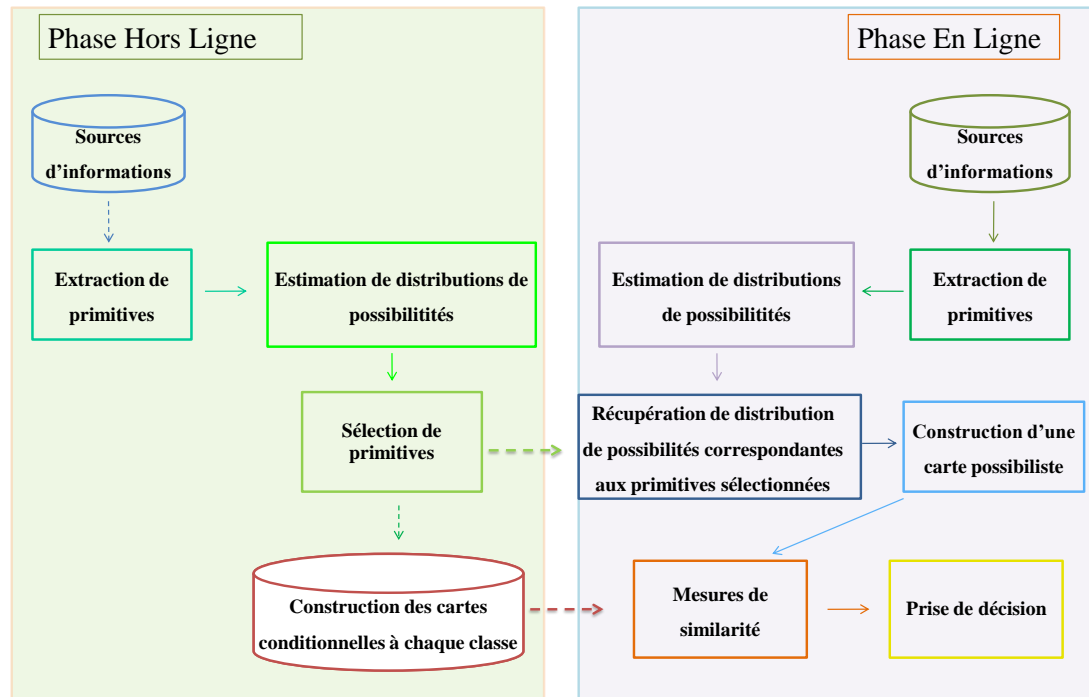 Phase Hors Ligne
Sources
d'informations
Extraction de
primitives
Estimation de distributions de
possibilitités
Sélection de
primitives
Construction des cartes
conditionnelles à chaque classe
Phase En Ligne
Sources
d'informations
Extraction de
primitives
Estimation de distributions
de possibilitités
Récupération de distribution
de possibilités correspondantes
aux primitives sélectionnées
Construction d'une
carte possibiliste
Mesures de
similarité
Prise de décision